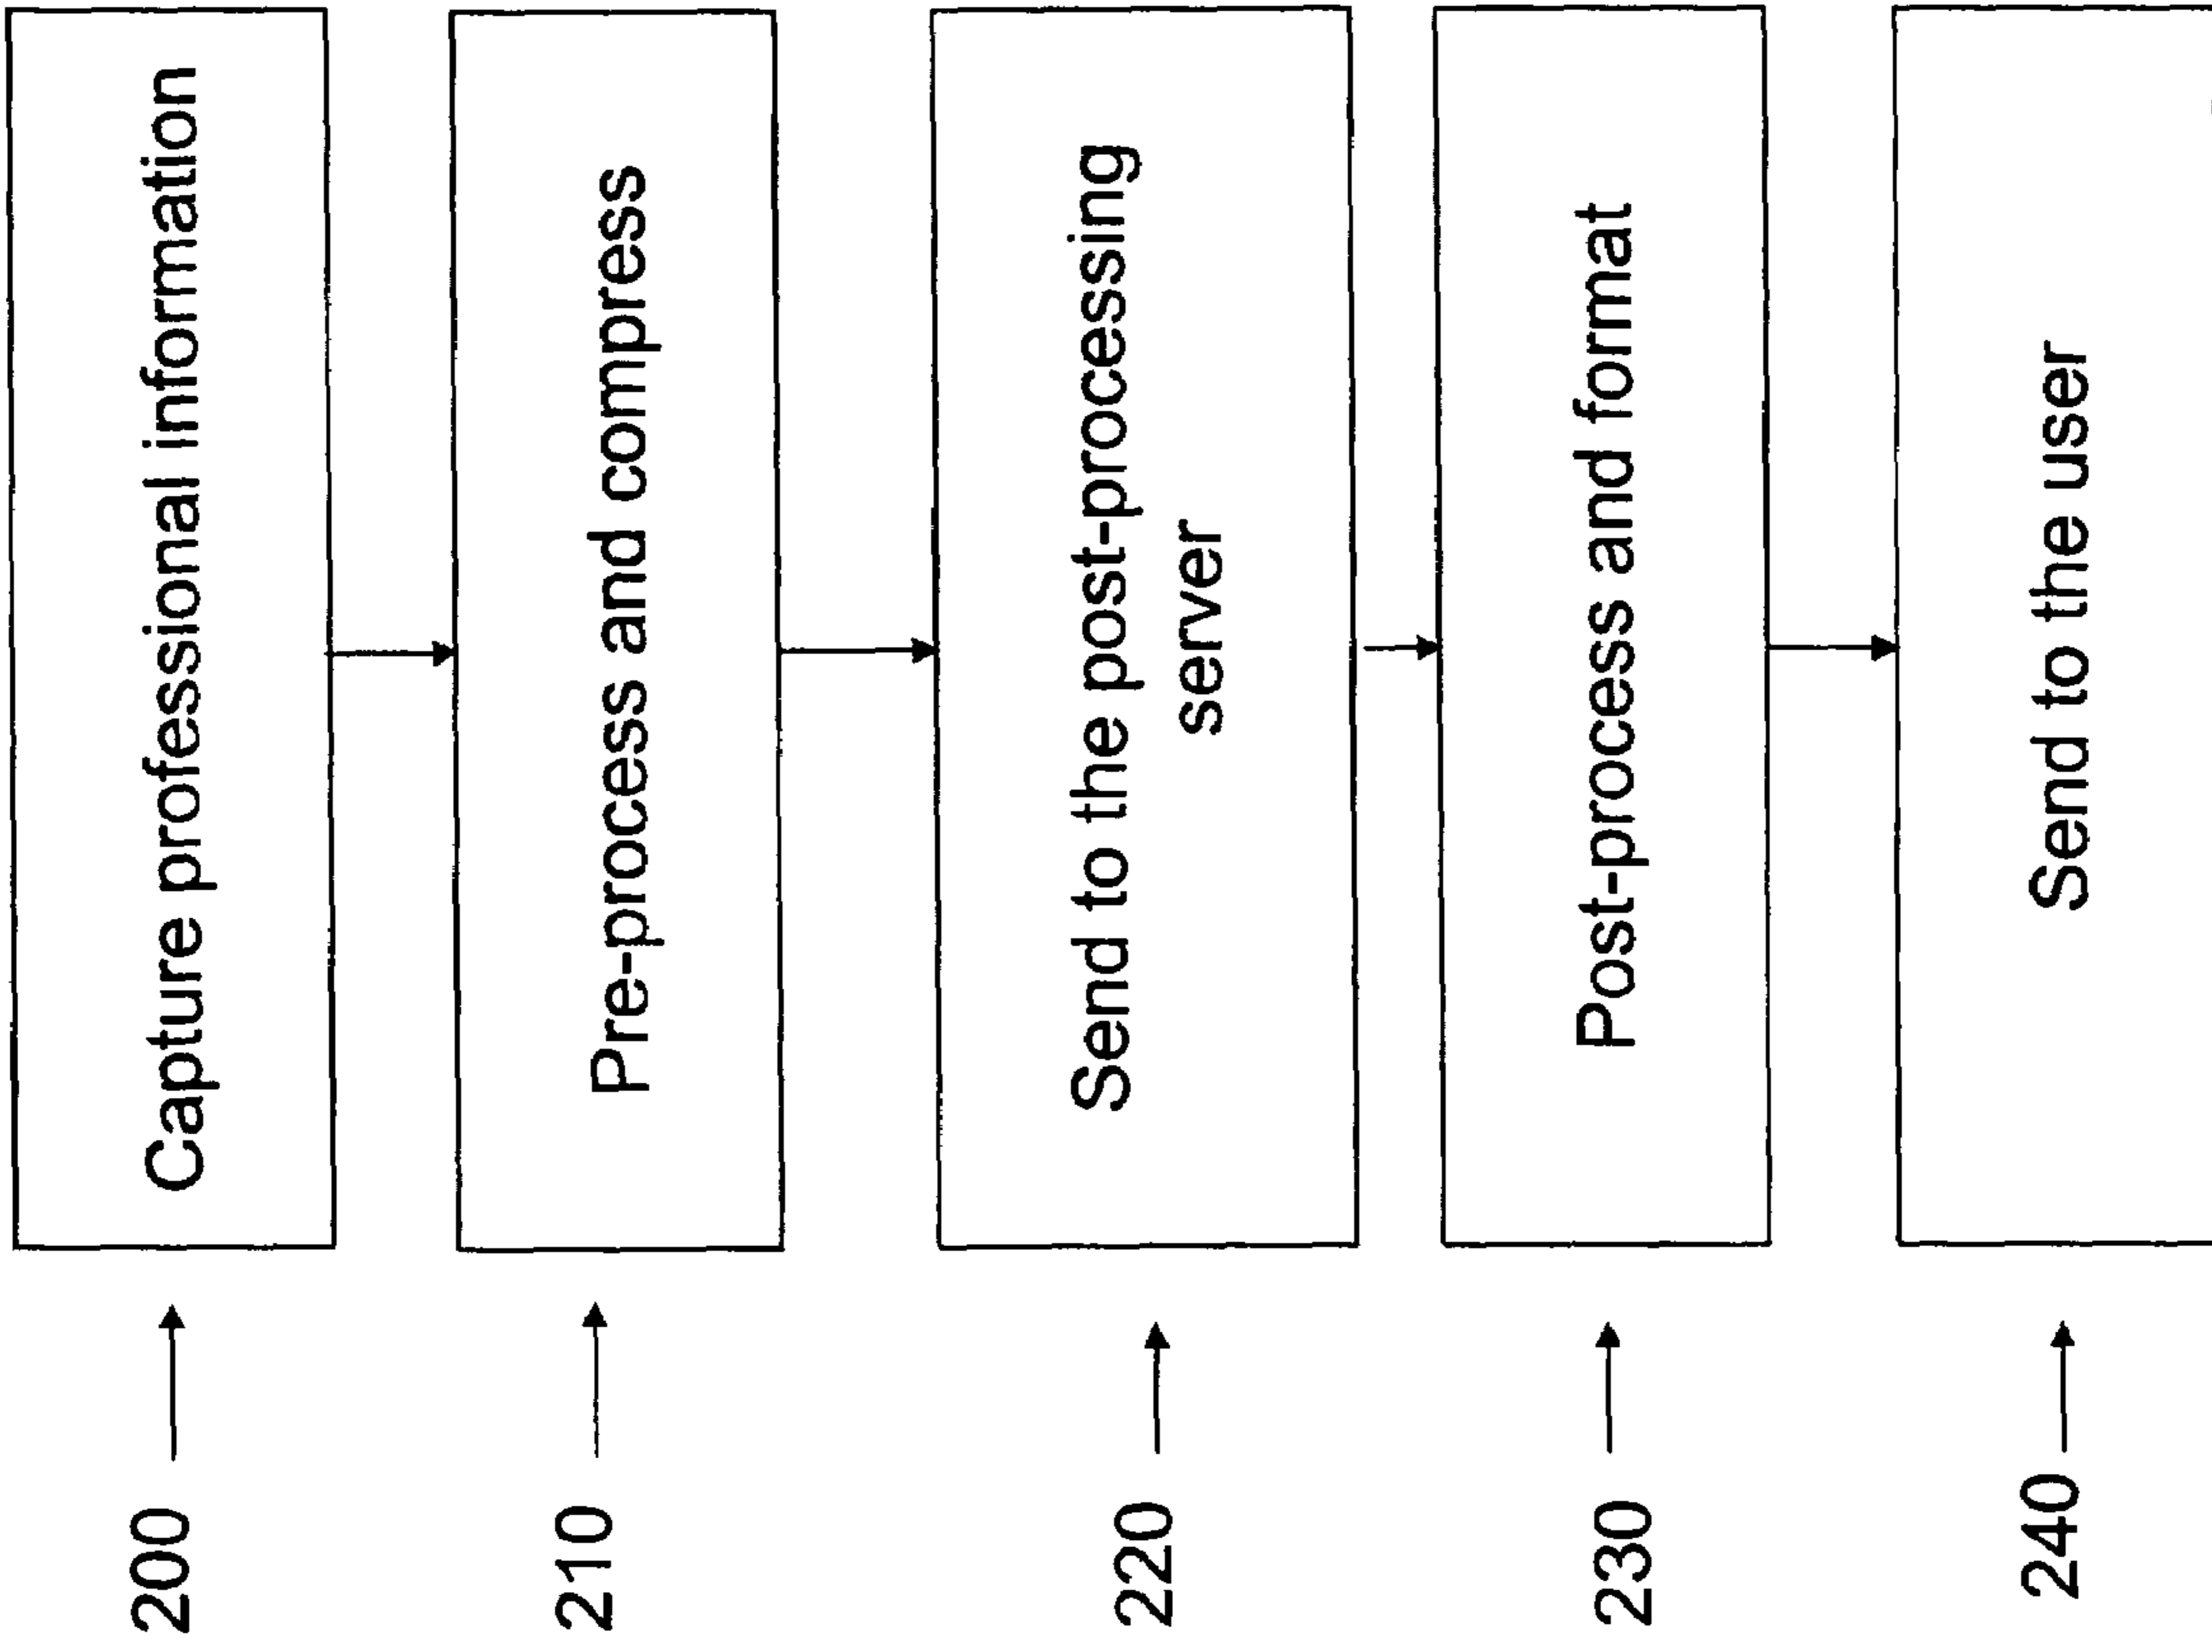 200
Capture professional information
210
Pre-process and compress
220
Send to the post-processing
server
230
Post-process and format
240
Send to the user